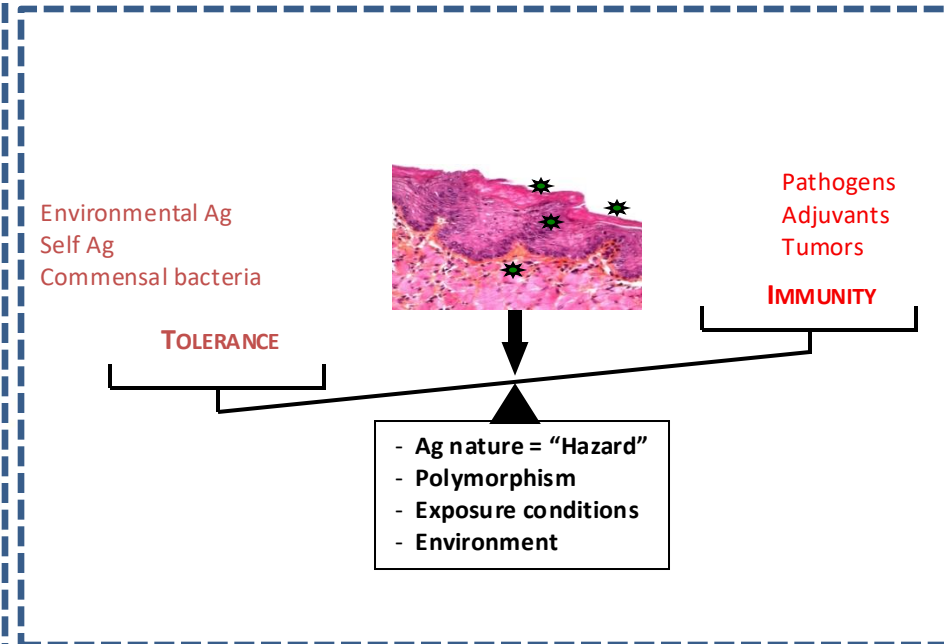 Environmental Ag
Self Ag
Commensal bacteria
TOLERANCE
Pathogens
Adjuvants
Tumors
IMMUNITY
- Ag nature = “Hazard”
- Polymorphism
- Exposure conditions
- Environment